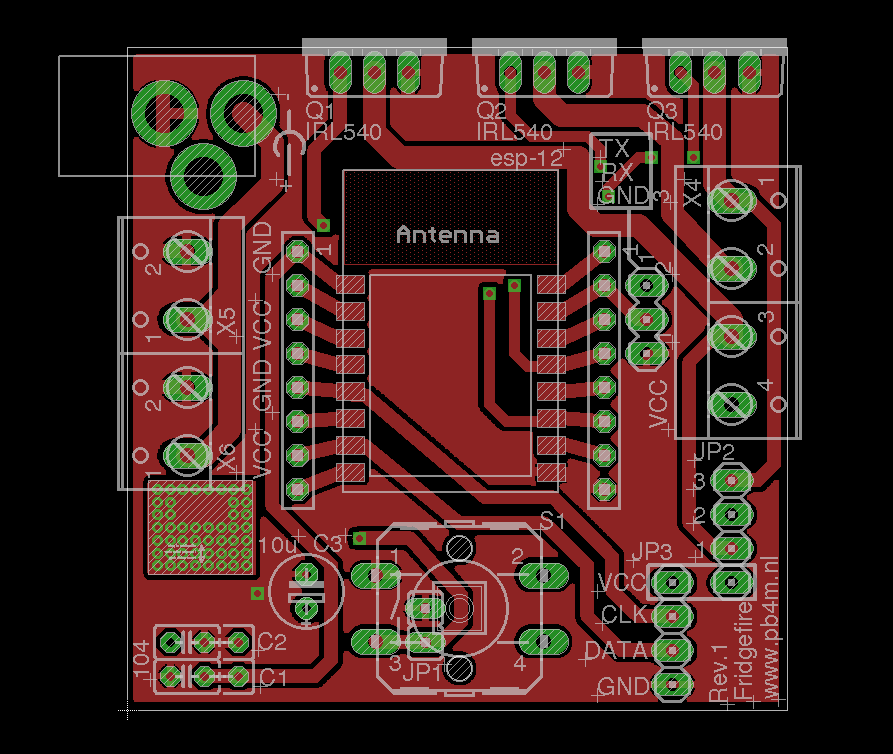 Q1
IRL540
Q2
IRL540
Q3
IRL540
esp-12
TX
RX
GND
3
X4
1
2
3
4
Antenna
GND
VCC
GND
VCC
1
1
2
1
VCC
2
1
X5
2
1
X6
JP2
3
2
1
10u
C3
S1
1
2
3
4
JP1
JP3
VCC
CLK
DATA
GND
104
C2
C1
Rev.1
Fridgefire
www.pb4m.nl